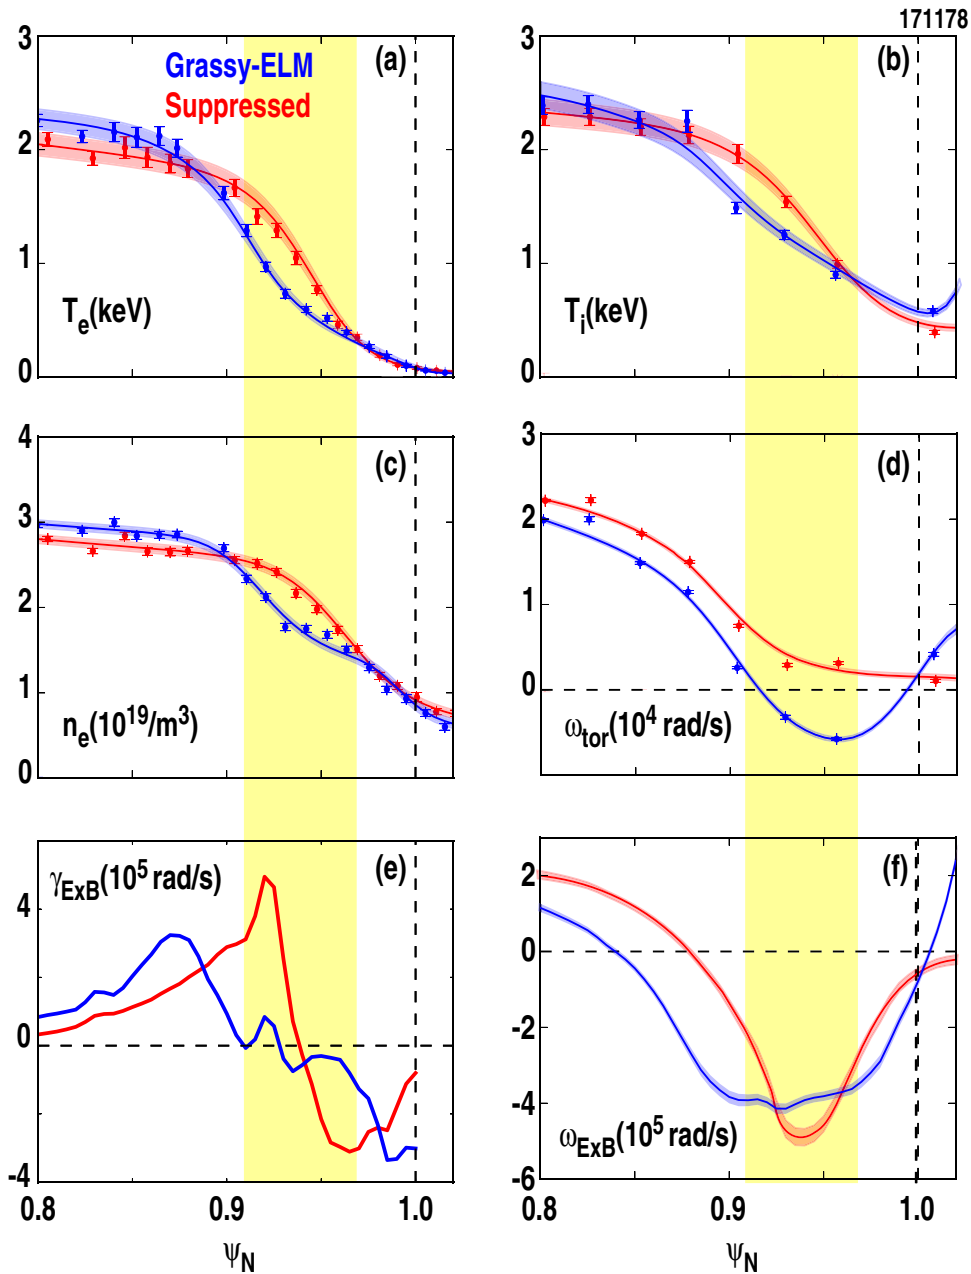 171178
3
(a)
Grassy-ELM
Suppressed
2
1
T_e(keV)
0
3
(b)
2
1
T_i(keV)
0
4
(c)
3
2
1
n_e(10^19/m^3)
0
3
(d)
2
1
0
ω_tor(10^4 rad/s)
0
γ_ExB(10^5 rad/s)
(e)
4
0
-4
0.8
0.9
1.0
ψ_N
(f)
2
0
-2
-4
ω_ExB(10^5 rad/s)
-6
0.8
0.9
1.0
ψ_N